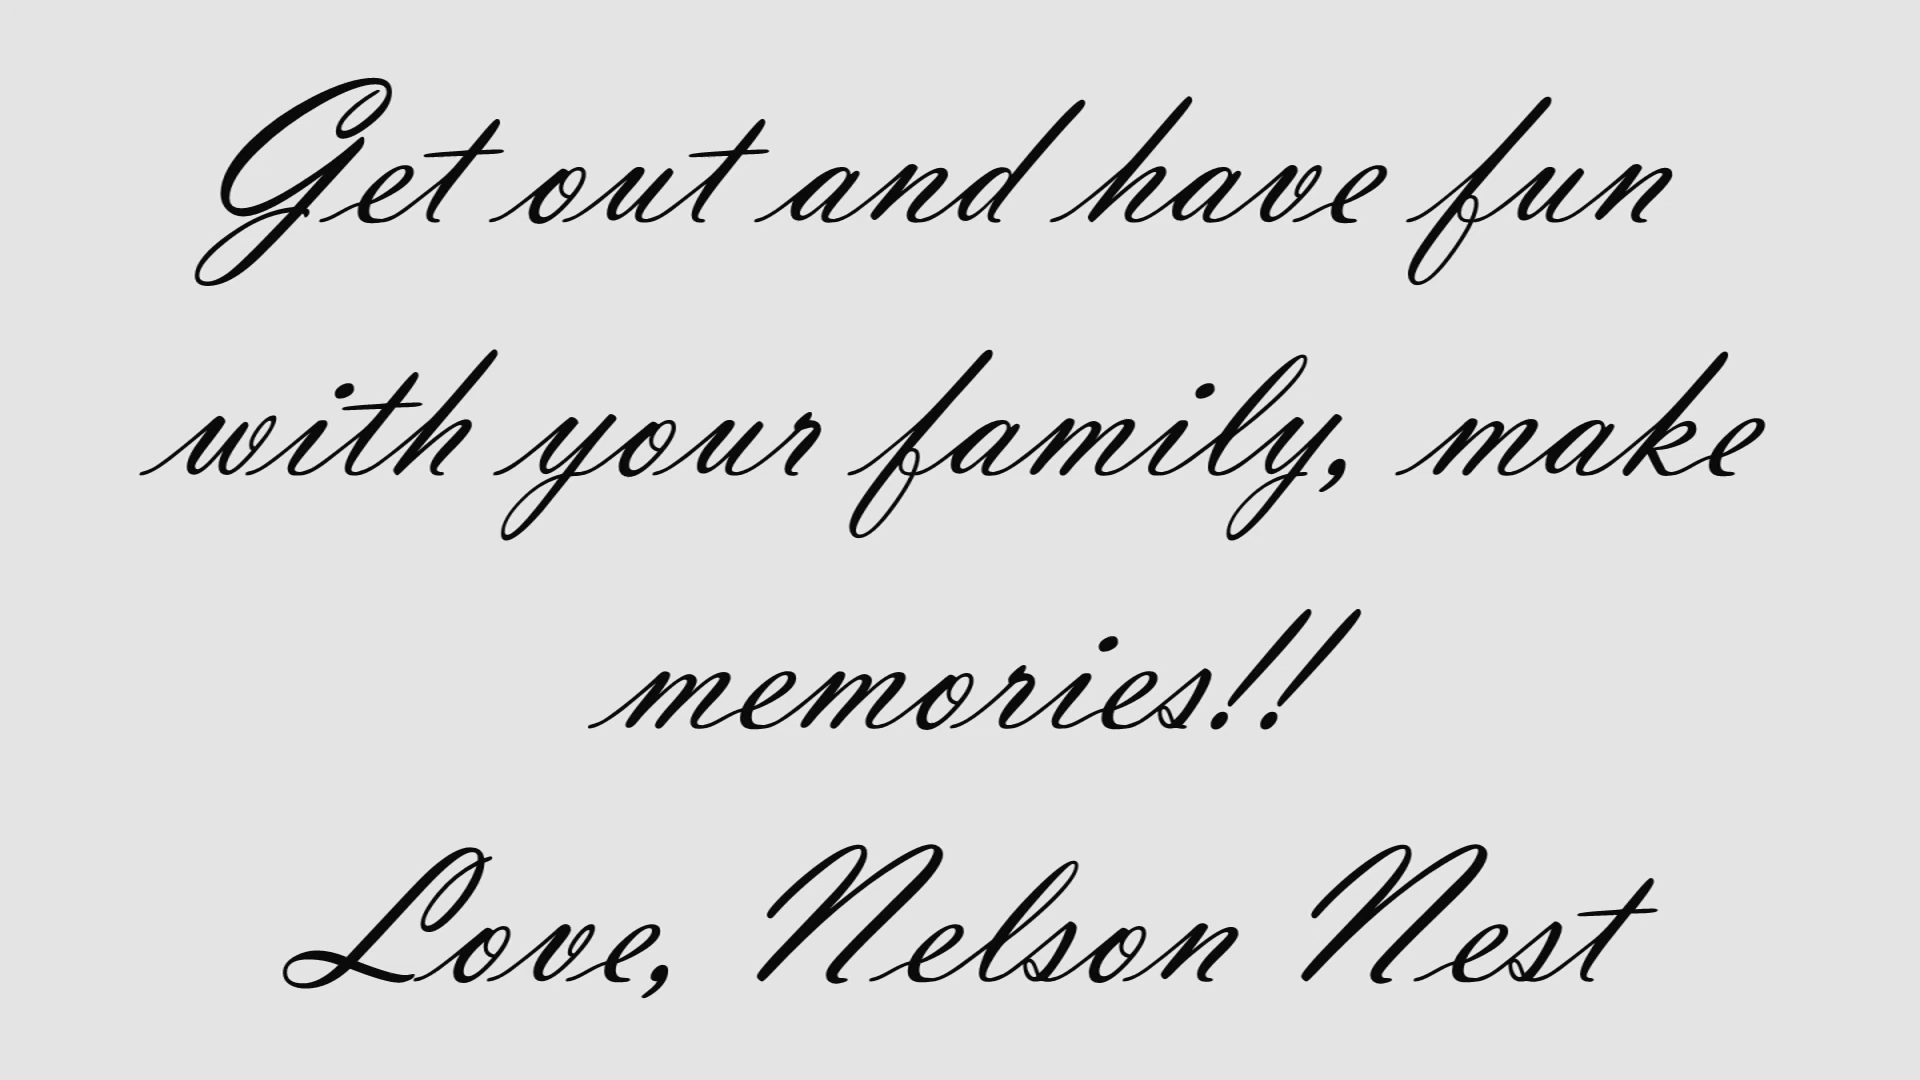 Get out and have fun
with your family, make
memories!!
Love, Nelson Nest